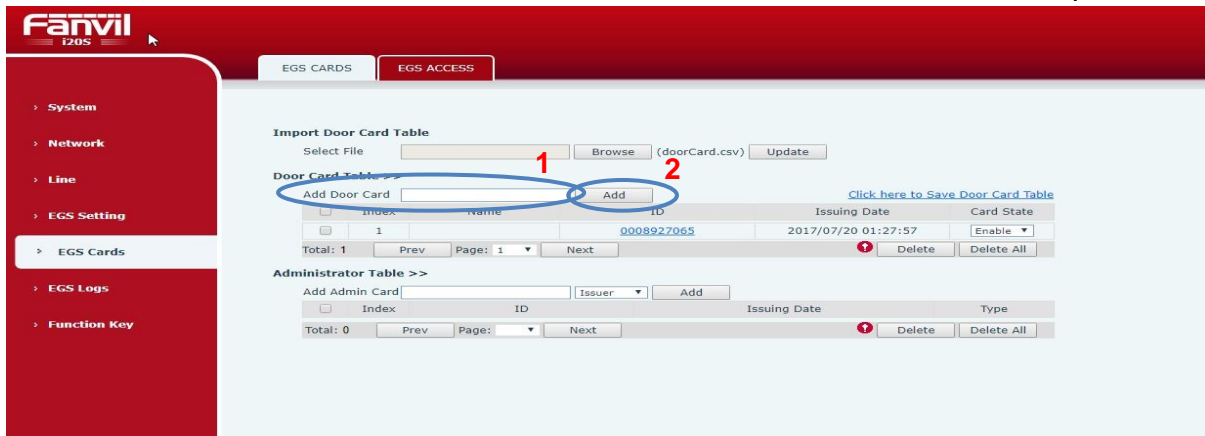 Fanvil
i20S
EGS CARDS EGS ACCESS
› System
› Network
› Line
› EGS Setting
› EGS Cards
› EGS Logs
› Function Key
Import Door Card Table
Select File Browse (doorCard.csv) Update
1 2
Door Card Table >>
Add Door Card Add Click here to Save Door Card Table
Index Name ID Issuing Date Card State
1 0008927065 2017/07/20 01:27:57 Enable
Total: 1 Prev Page: 1 Next Delete Delete All
Administrator Table >>
Add Admin Card Issuer Add
Index ID Issuing Date Type
Total: 0 Prev Page: Next Delete Delete All